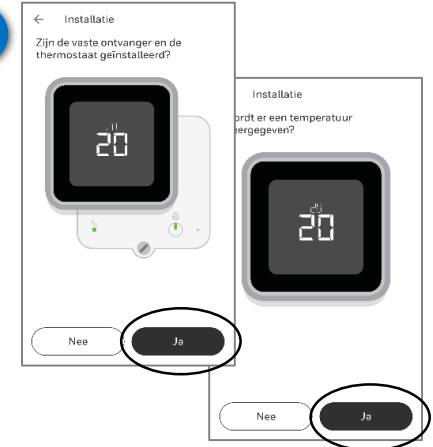 Installatie
Zijn de vaste ontvanger en de
thermostaat geïnstalleerd?
20
Nee
Ja
Installatie
ordt er een temperatuur
eergegeven?
20
Nee
Ja